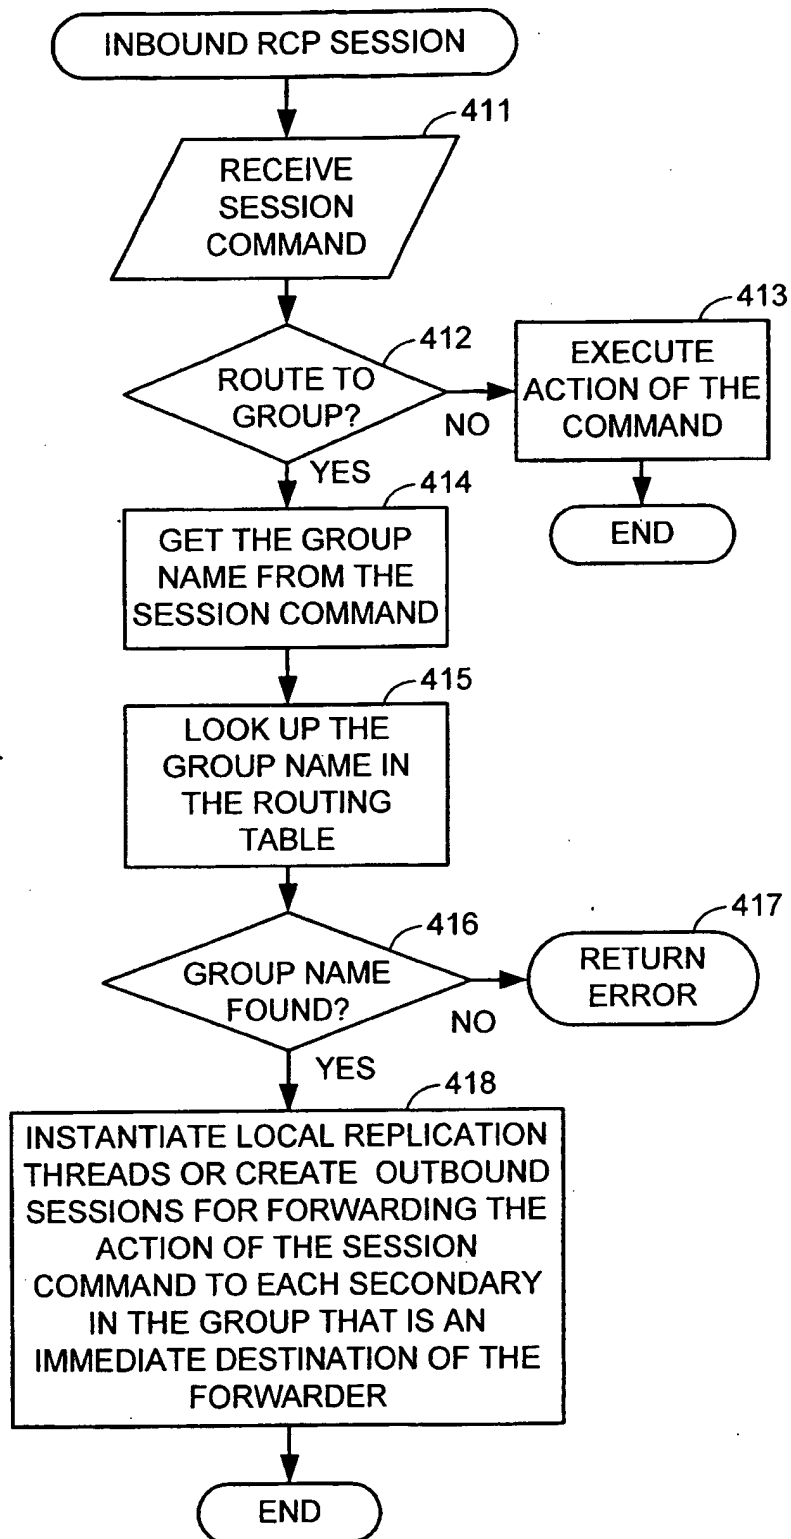 INBOUND RCP SESSION
411
RECEIVE
SESSION
COMMAND
412
ROUTE TO
GROUP?
NO
YES
413
EXECUTE
ACTION OF THE
COMMAND
END
414
GET THE GROUP
NAME FROM THE
SESSION COMMAND
415
LOOK UP THE
GROUP NAME IN
THE ROUTING
TABLE
416
GROUP NAME
FOUND?
NO
YES
417
RETURN
ERROR
418
INSTANTIATE LOCAL REPLICATION
THREADS OR CREATE OUTBOUND
SESSIONS FOR FORWARDING THE
ACTION OF THE SESSION
COMMAND TO EACH SECONDARY
IN THE GROUP THAT IS AN
IMMEDIATE DESTINATION OF THE
FORWARDER
END